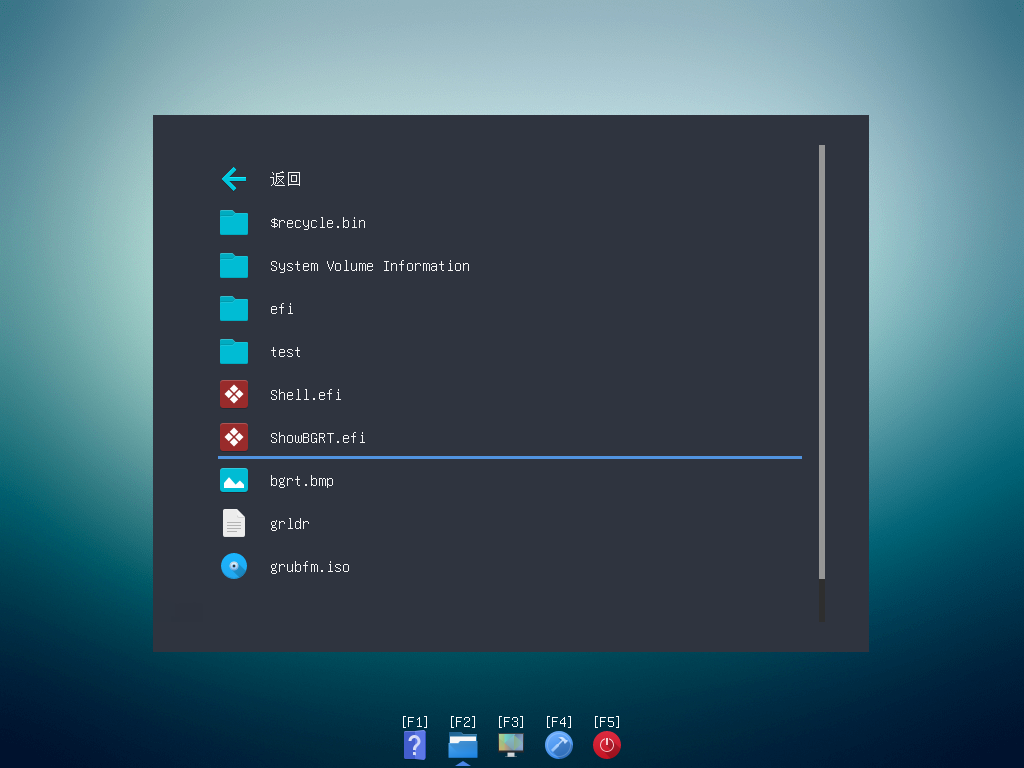 返回
$recycle.bin
System Volume Information
efi
test
Shell.efi
ShowBGRT.efi
bgrt.bmp
grldr
grubfm.iso
[F1] [F2] [F3] [F4] [F5]
?